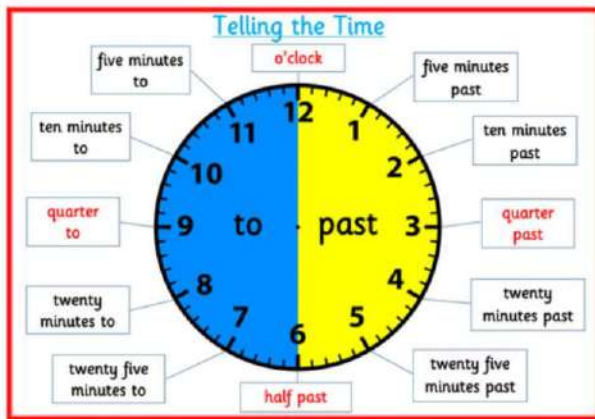 Telling the Time
o'clock
five minutes
to
five minutes
past
ten minutes
to
ten minutes
past
quarter
to
quarter
past
twenty
minutes to
twenty
minutes past
twenty five
minutes to
twenty five
minutes past
half past
12
1
2
3
4
5
6
7
8
9
10
11
to
past